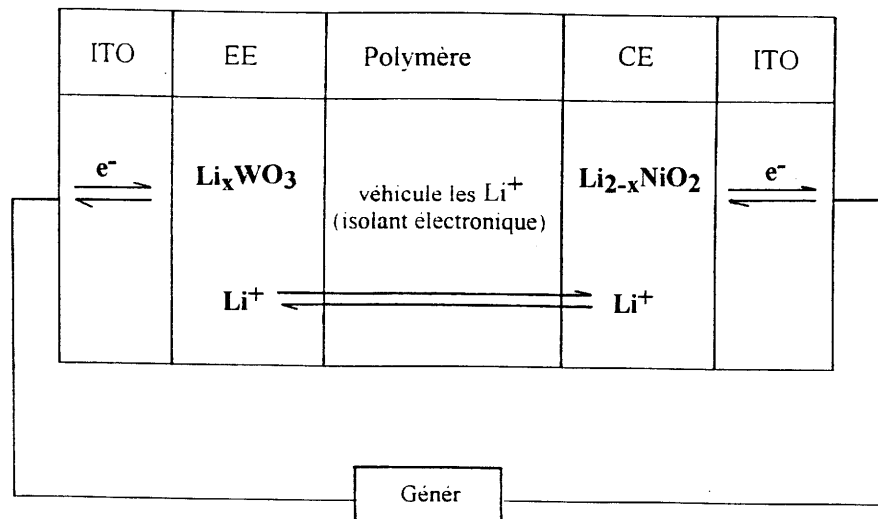 ITO EE Polymère CE ITO
e⁻ LiₓWO₃ véhicule les Li⁺ Li₂₋ₓNiO₂ e⁻
(isolant électronique)
Li⁺ Li⁺
Génér